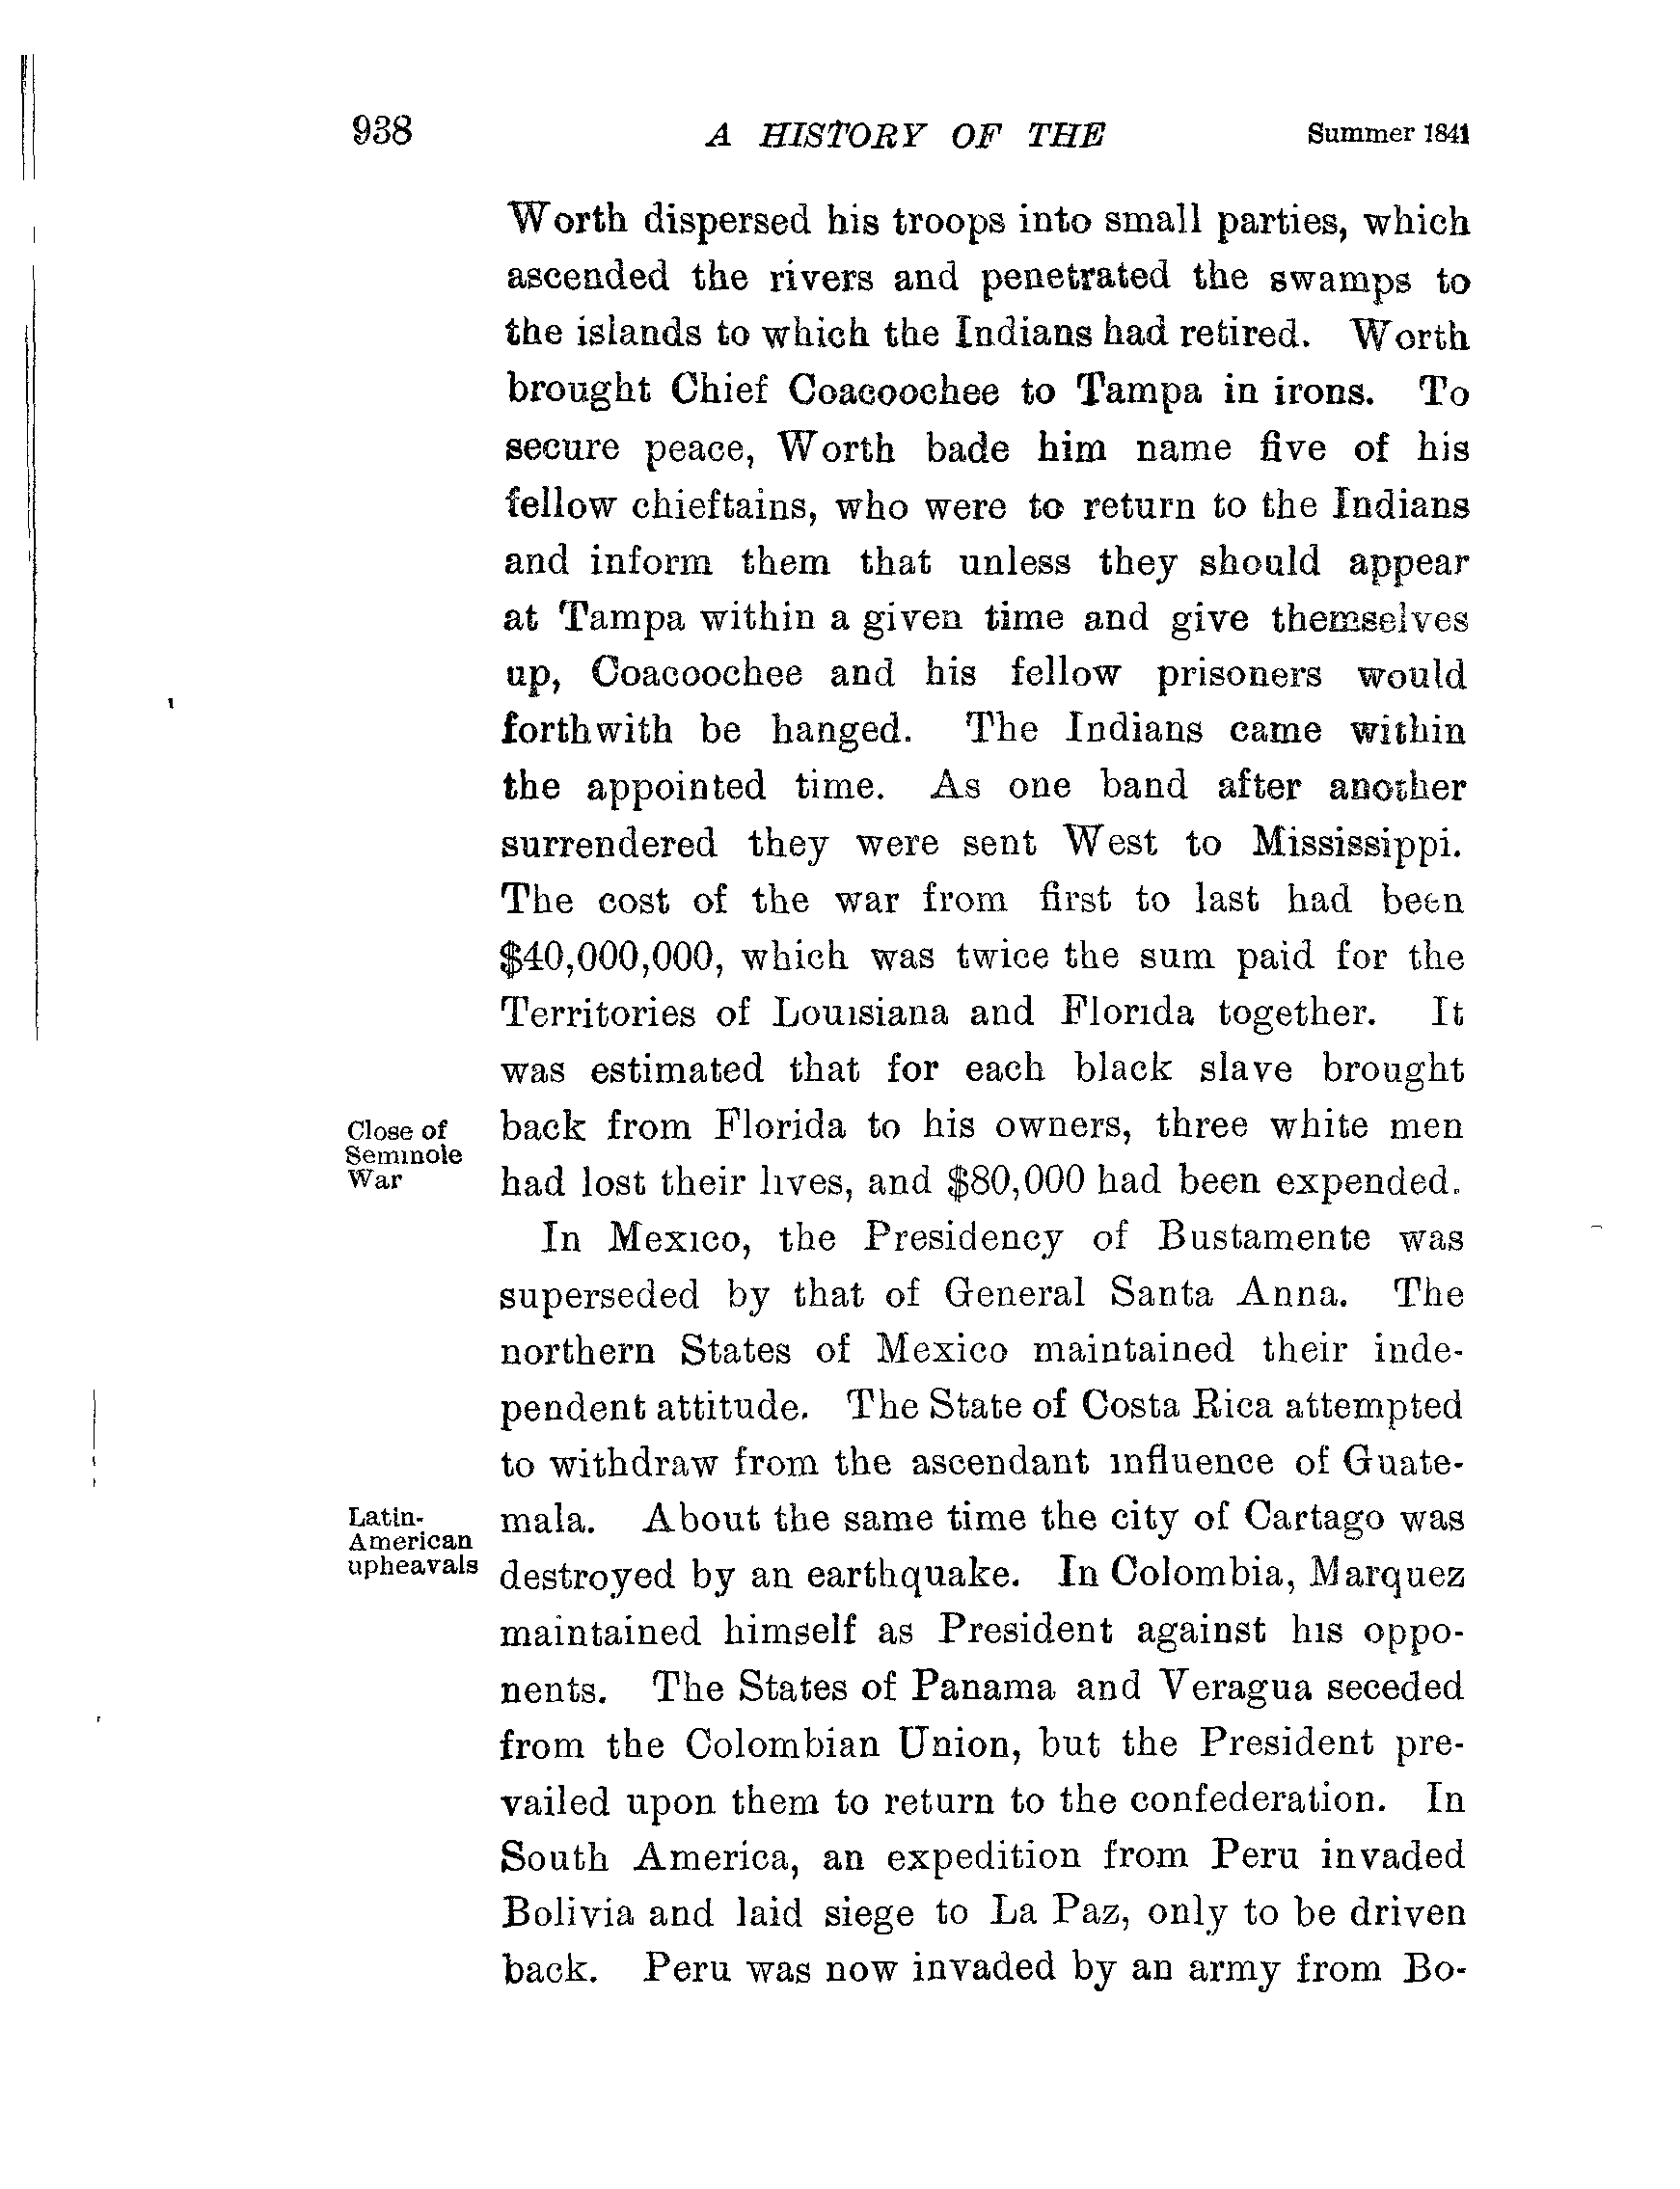 938
A HISTORY OF THE
Summer 1841
Worth dispersed his troops into small parties, which
ascended the rivers and penetrated the swamps to
the islands to which the Indians had retired. Worth
brought Chief Coacoochee to Tampa in irons. To
secure peace, Worth bade him name five of his
fellow chieftains, who were to return to the Indians
and inform them that unless they should appear
at Tampa within a given time and give themselves
up, Coacoochee and his fellow prisoners would
forthwith be hanged. The Indians came within
the appointed time. As one band after another
surrendered they were sent West to Mississippi.
The cost of the war from first to last had been
$40,000,000, which was twice the sum paid for the
Territories of Louisiana and Florida together. It
was estimated that for each black slave brought
back from Florida to his owners, three white men
had lost their lives, and $80,000 had been expended.
Close of
Seminole
War
In Mexico, the Presidency of Bustamente was
superseded by that of General Santa Anna. The
northern States of Mexico maintained their inde-
pendent attitude. The State of Costa Rica attempted
to withdraw from the ascendant influence of Guate-
mala. About the same time the city of Cartago was
destroyed by an earthquake. In Colombia, Marquez
Latin-
American
upheavals
maintained himself as President against his oppo-
nents. The States of Panama and Veragua seceded
from the Colombian Union, but the President pre-
vailed upon them to return to the confederation. In
South America, an expedition from Peru invaded
Bolivia and laid siege to La Paz, only to be driven
back. Peru was now invaded by an army from Bo-